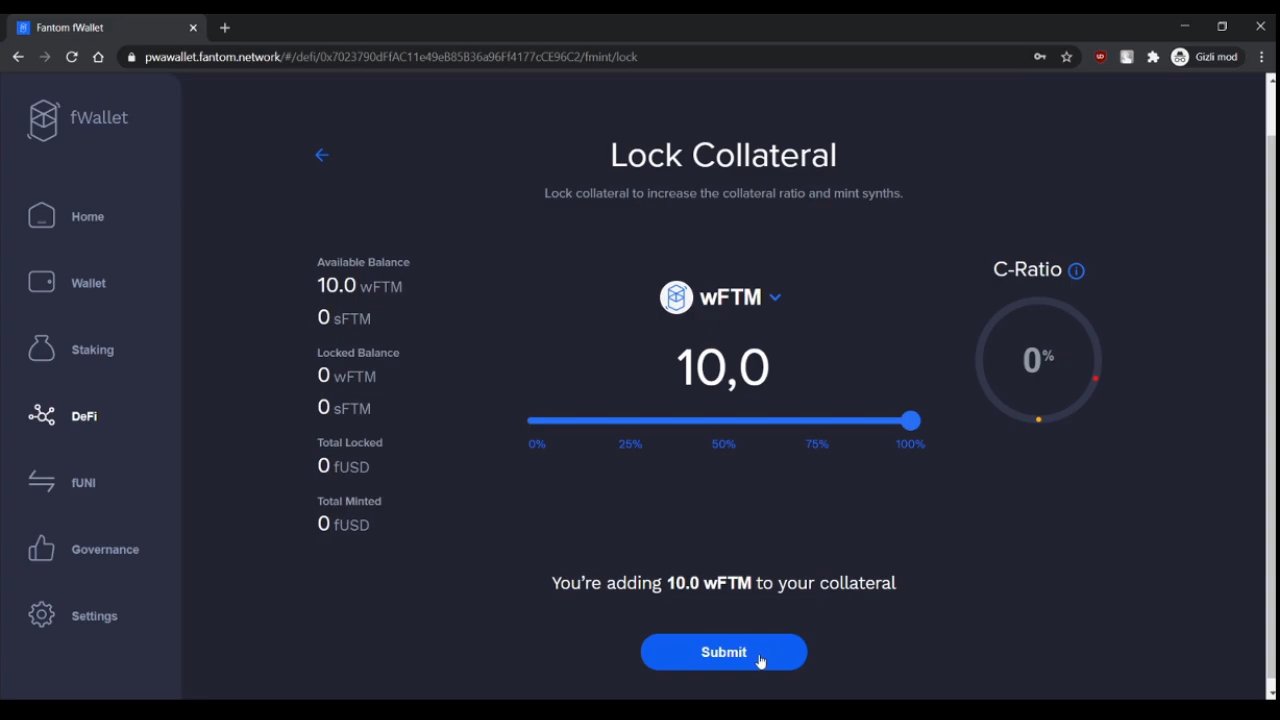 Fantom fWallet
pwawallet.fantom.network/#/defi/0x7023790dFfAC11e49eB85B36a96Ff4177cCE96C2/fmint/lock
Gizli mod
fWallet
Home
Wallet
Staking
DeFi
fUNI
Governance
Settings
Lock Collateral
Lock collateral to increase the collateral ratio and mint synths.
Available Balance
10.0 wFTM
0 sFTM
Locked Balance
0 wFTM
0 sFTM
Total Locked
0 fUSD
Total Minted
0 fUSD
wFTM
10,0
0% 25% 50% 75% 100%
C-Ratio
0%
You're adding 10.0 wFTM to your collateral
Submit